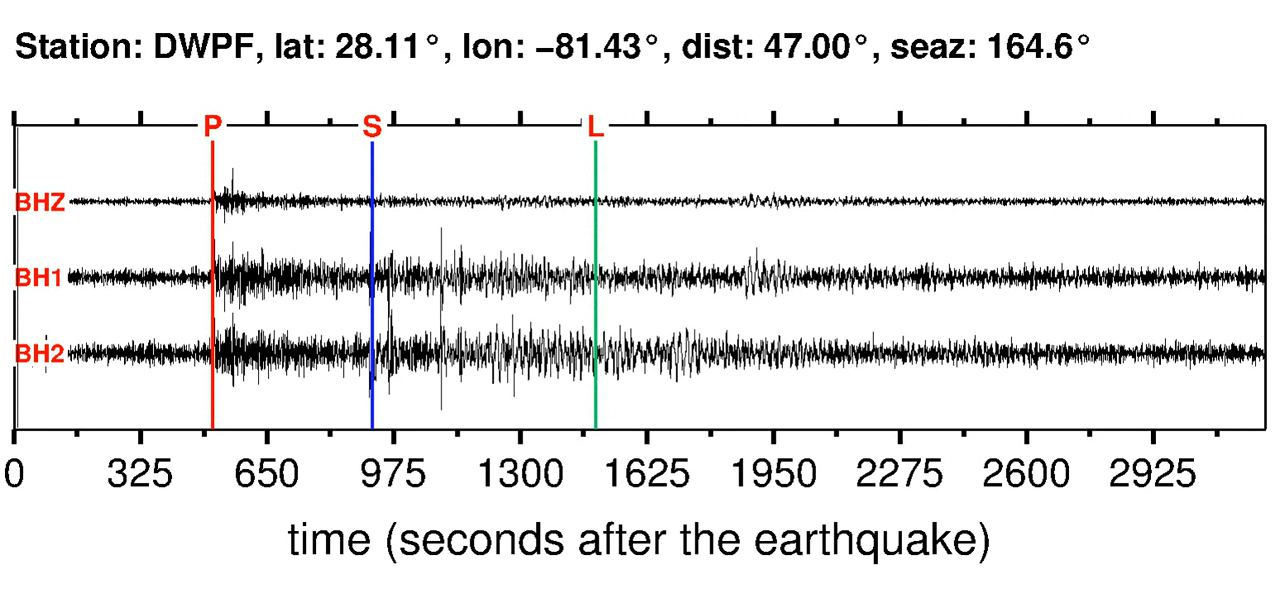 Station: DWPF, lat: 28.11°, lon: −81.43°, dist: 47.00°, seaz: 164.6°
P S L
BHZ
BH1
BH2
0 325 650 975 1300 1625 1950 2275 2600 2925
time (seconds after the earthquake)